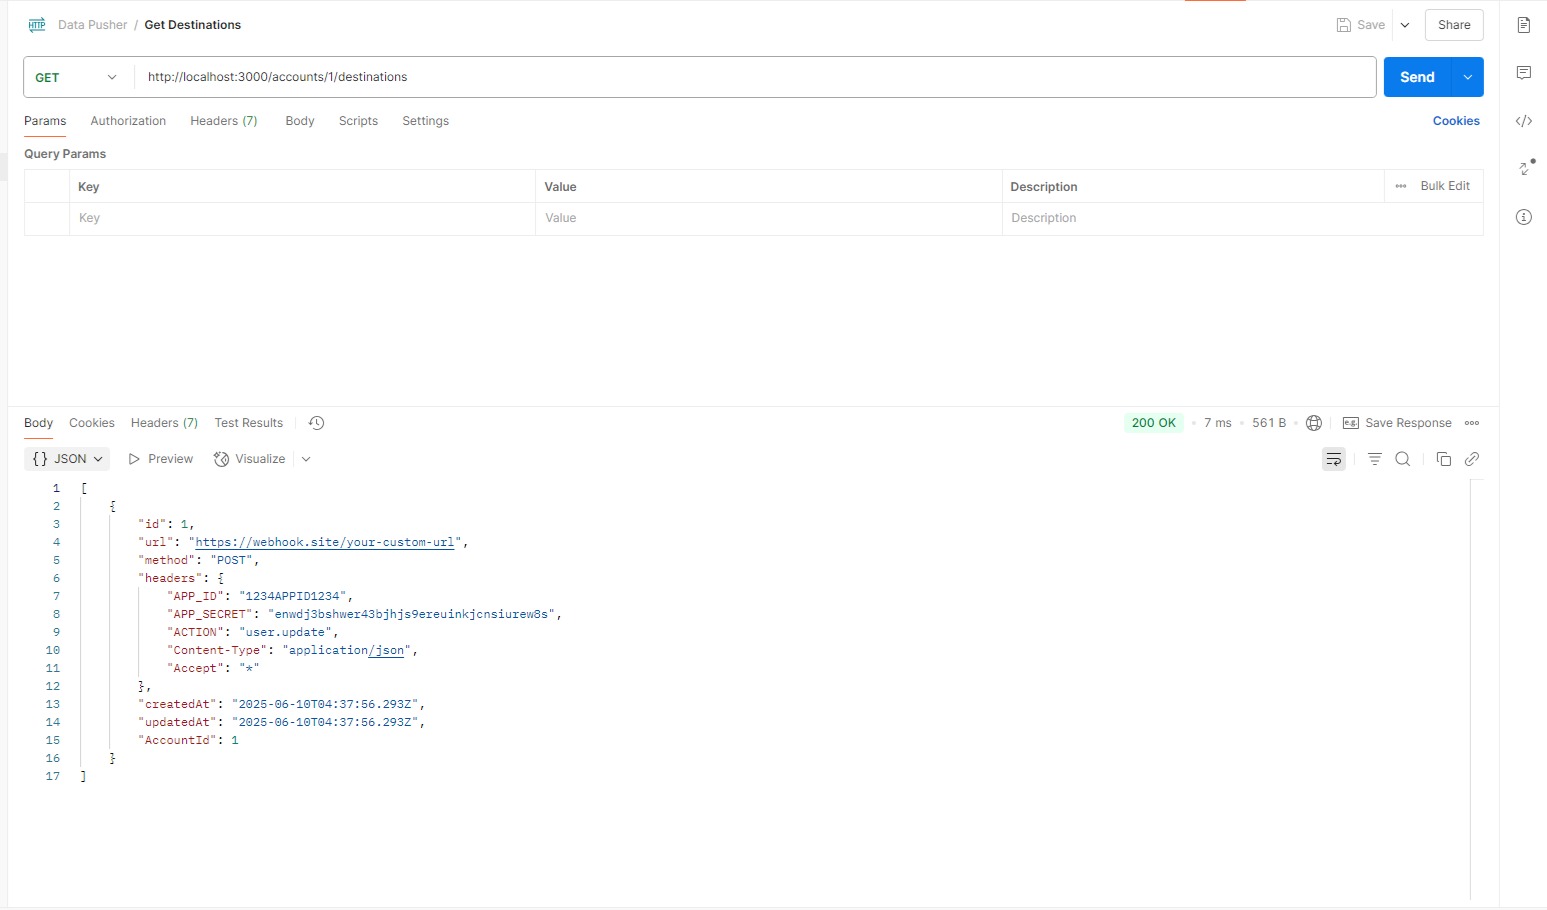 HTTP Data Pusher / Get Destinations Save Share
GET http://localhost:3000/accounts/1/destinations Send
Params Authorization Headers (7) Body Scripts Settings Cookies
Query Params
Key Value Description Bulk Edit
Key Value Description
Body Cookies Headers (7) Test Results 200 OK 7 ms 561 B e.g. Save Response
{} JSON Preview Visualize
1 [
2 {
3 "id": 1,
4 "url": "https://webhook.site/your-custom-url",
5 "method": "POST",
6 "headers": {
7 "APP_ID": "1234APPID1234",
8 "APP_SECRET": "enwdj3bshwer43bjhjs9ereuinkjcnsiurew8s",
9 "ACTION": "user.update",
10 "Content-Type": "application/json",
11 "Accept": "*"
12 },
13 "createdAt": "2025-06-10T04:37:56.293Z",
14 "updatedAt": "2025-06-10T04:37:56.293Z",
15 "AccountId": 1
16 }
17 ]